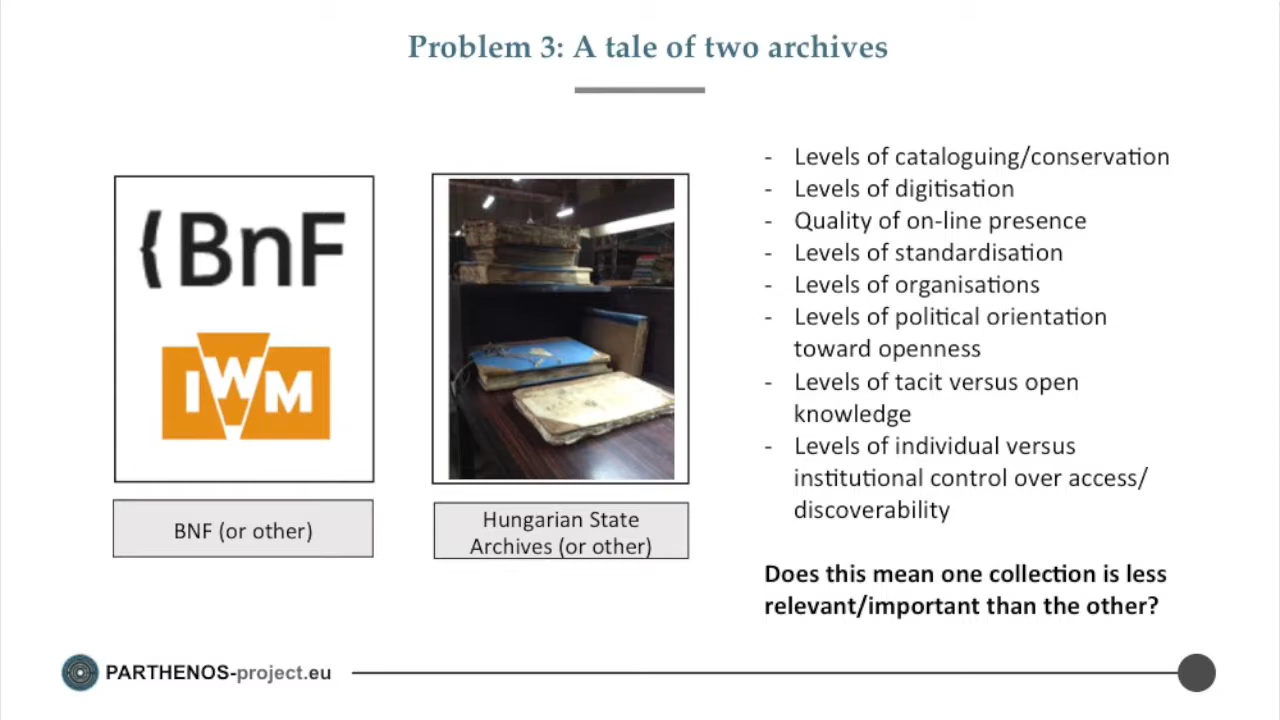 Problem 3: A tale of two archives
{BnF
IWM
BNF (or other)
Hungarian State
Archives (or other)
- Levels of cataloguing/conservation
- Levels of digitisation
- Quality of on-line presence
- Levels of standardisation
- Levels of organisations
- Levels of political orientation
toward openness
- Levels of tacit versus open
knowledge
- Levels of individual versus
institutional control over access/
discoverability
Does this mean one collection is less
relevant/important than the other?
PARTHENOS-project.eu